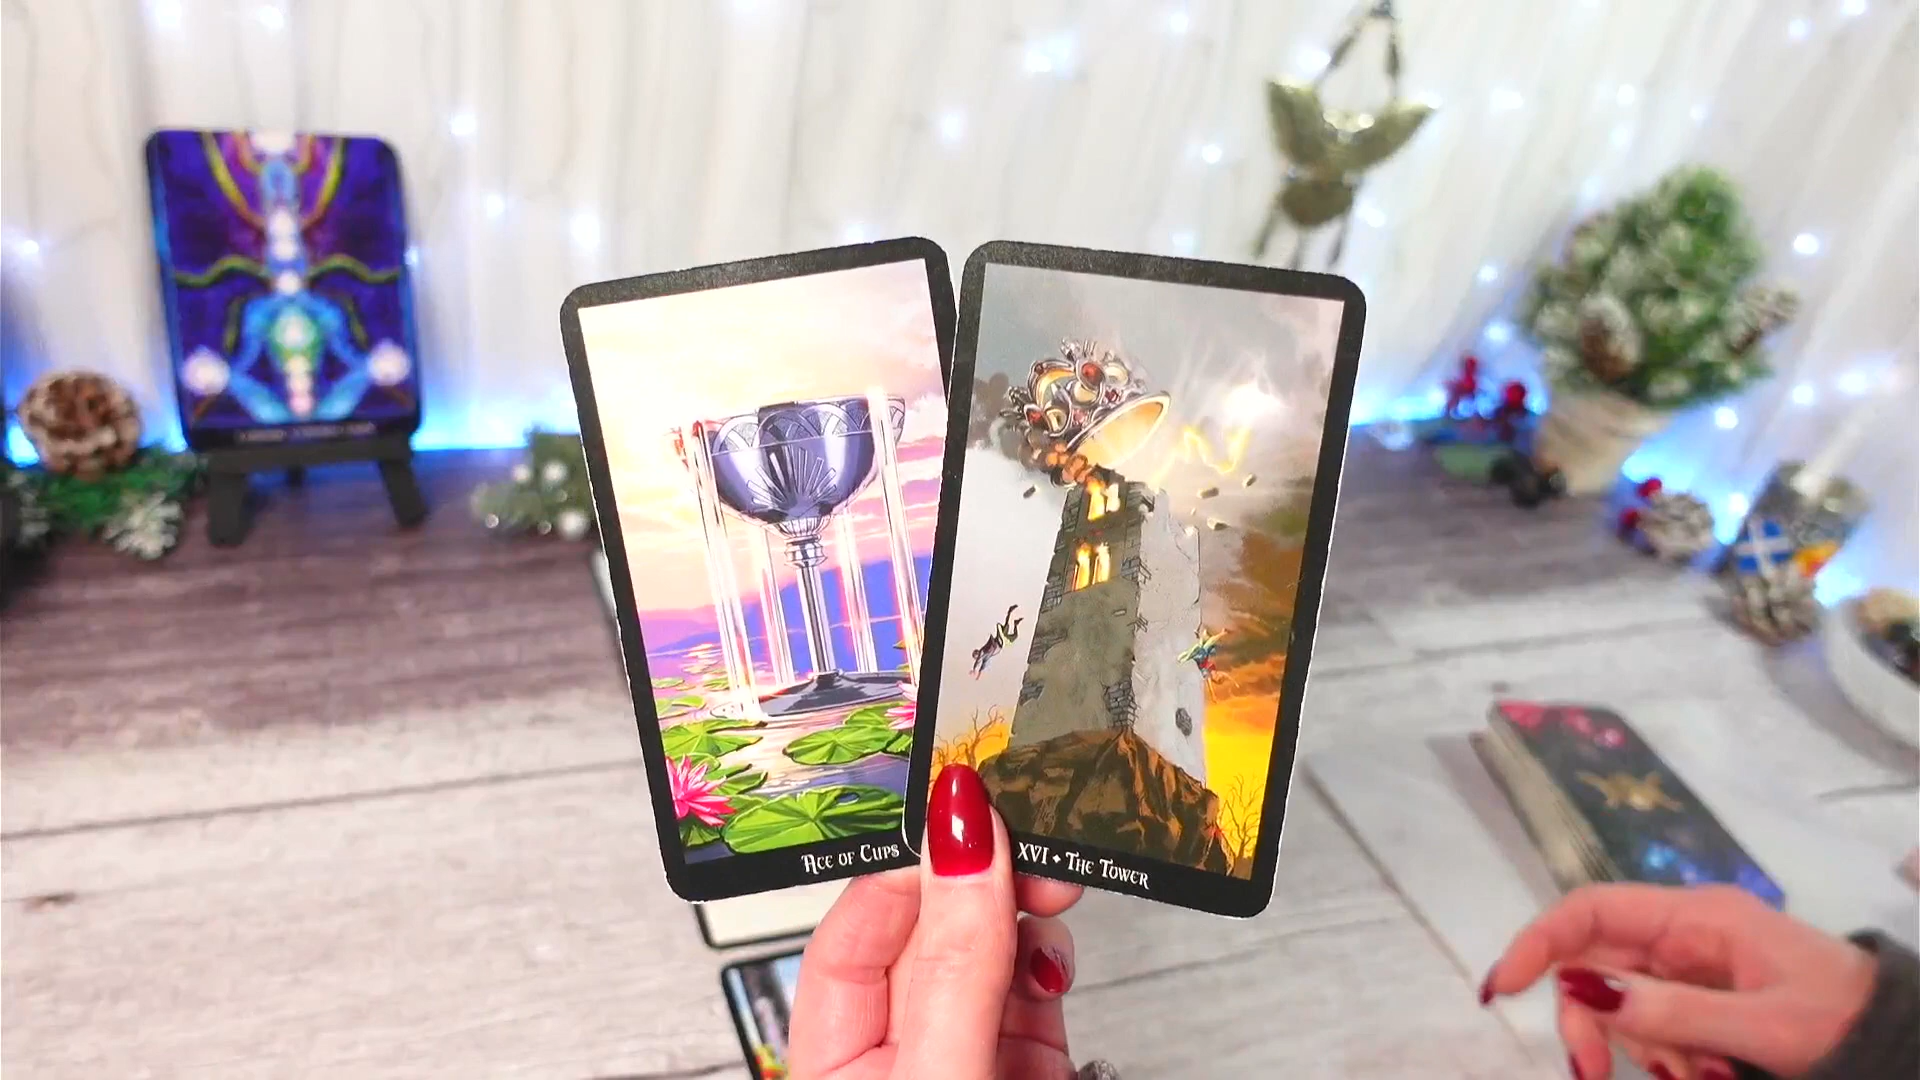 Ace of Cups
XVI • The Tower